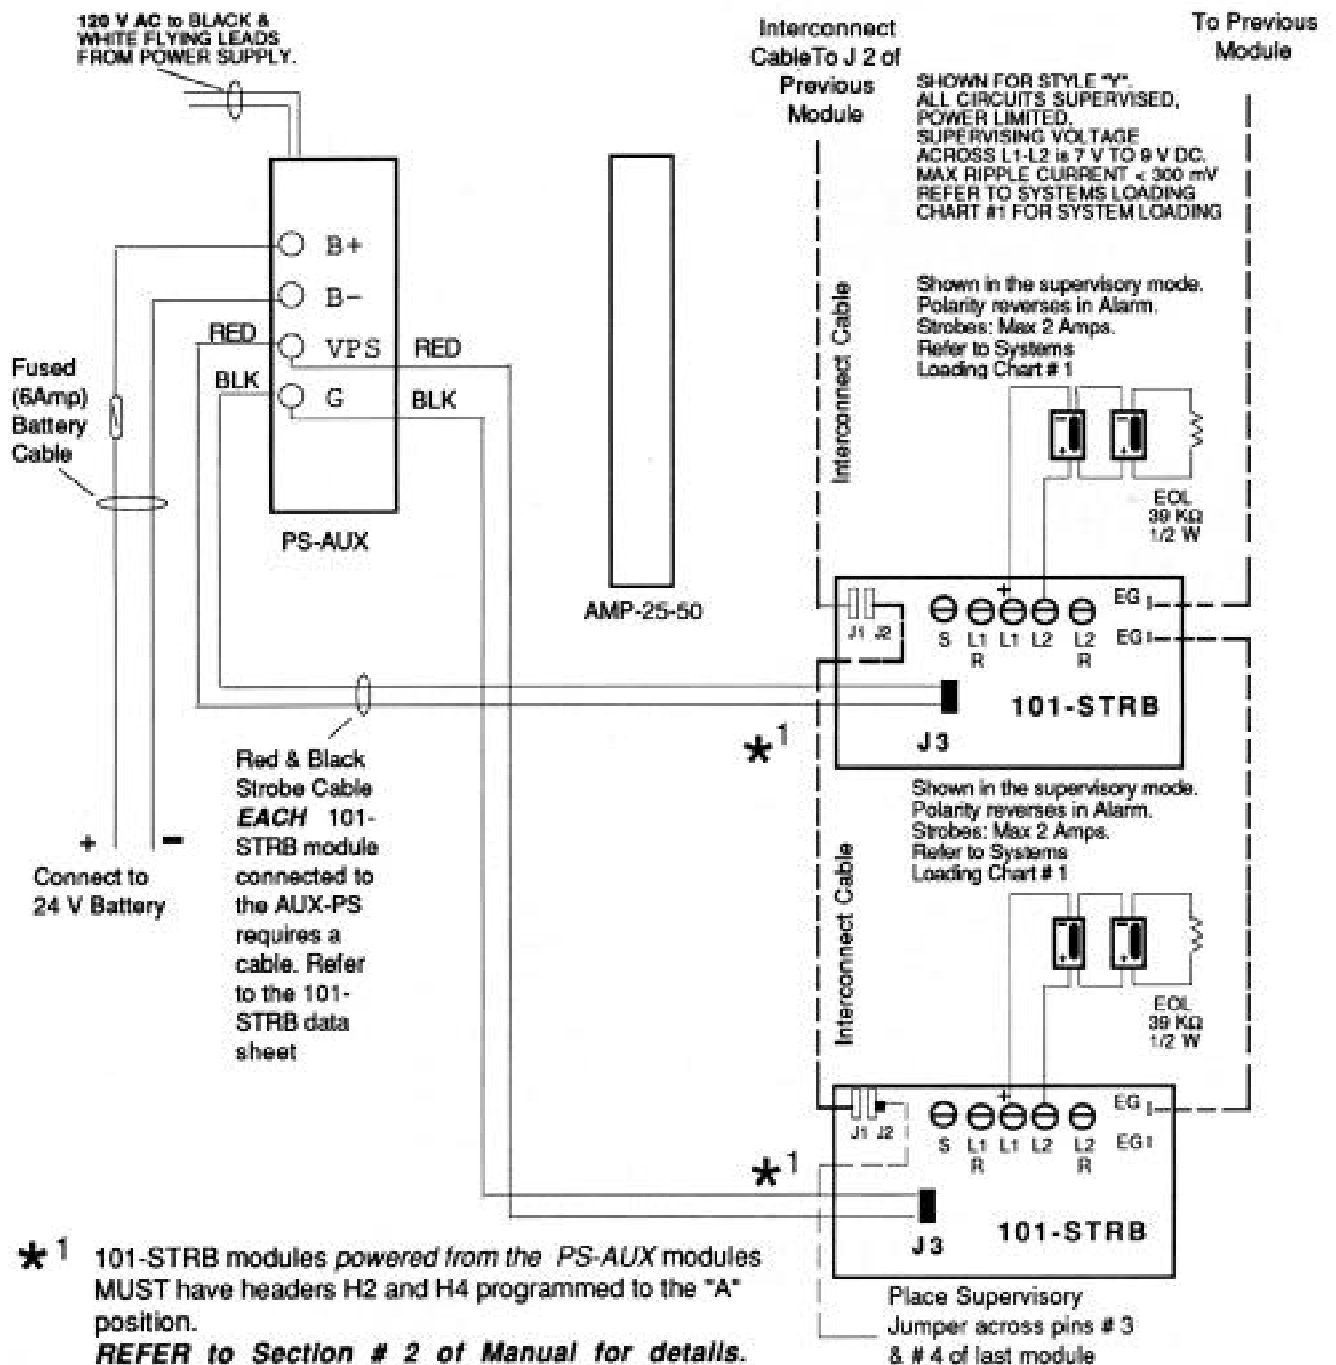 120 V AC to BLACK &
WHITE FLYING LEADS
FROM POWER SUPPLY.
Interconnect
CableTo J 2 of
Previous
Module
To Previous
Module
SHOWN FOR STYLE "Y".
ALL CIRCUITS SUPERVISED,
POWER LIMITED.
SUPERVISING VOLTAGE
ACROSS L1-L2 is 7 V TO 9 V DC.
MAX RIPPLE CURRENT < 300 mV
REFER TO SYSTEMS LOADING
CHART #1 FOR SYSTEM LOADING
B+
B-
VPS
G
RED
BLK
RED
BLK
PS-AUX
Fused
(6Amp)
Battery
Cable
AMP-25-50
Interconnect Cable
Shown in the supervisory mode.
Polarity reverses in Alarm.
Strobes: Max 2 Amps.
Refer to Systems
Loading Chart # 1
- -
+ +
EOL
39 KΩ
1/2 W
+
J1 J2
S L1 L1 L2 L2
R R
EG
EG
101-STRB
J3
*1
Red & Black
Strobe Cable
EACH 101-
STRB module
connected to
the AUX-PS
requires a
cable. Refer
to the 101-
STRB data
sheet
+ -
Connect to
24 V Battery
Interconnect Cable
Shown in the supervisory mode.
Polarity reverses in Alarm.
Strobes: Max 2 Amps.
Refer to Systems
Loading Chart # 1
- -
+ +
EOL
39 KΩ
1/2 W
+
J1 J2
S L1 L1 L2 L2
R R
EG
EG
101-STRB
J3
*1
*1 101-STRB modules powered from the PS-AUX modules
MUST have headers H2 and H4 programmed to the "A"
position.
REFER to Section # 2 of Manual for details.
Place Supervisory
Jumper across pins # 3
& # 4 of last module